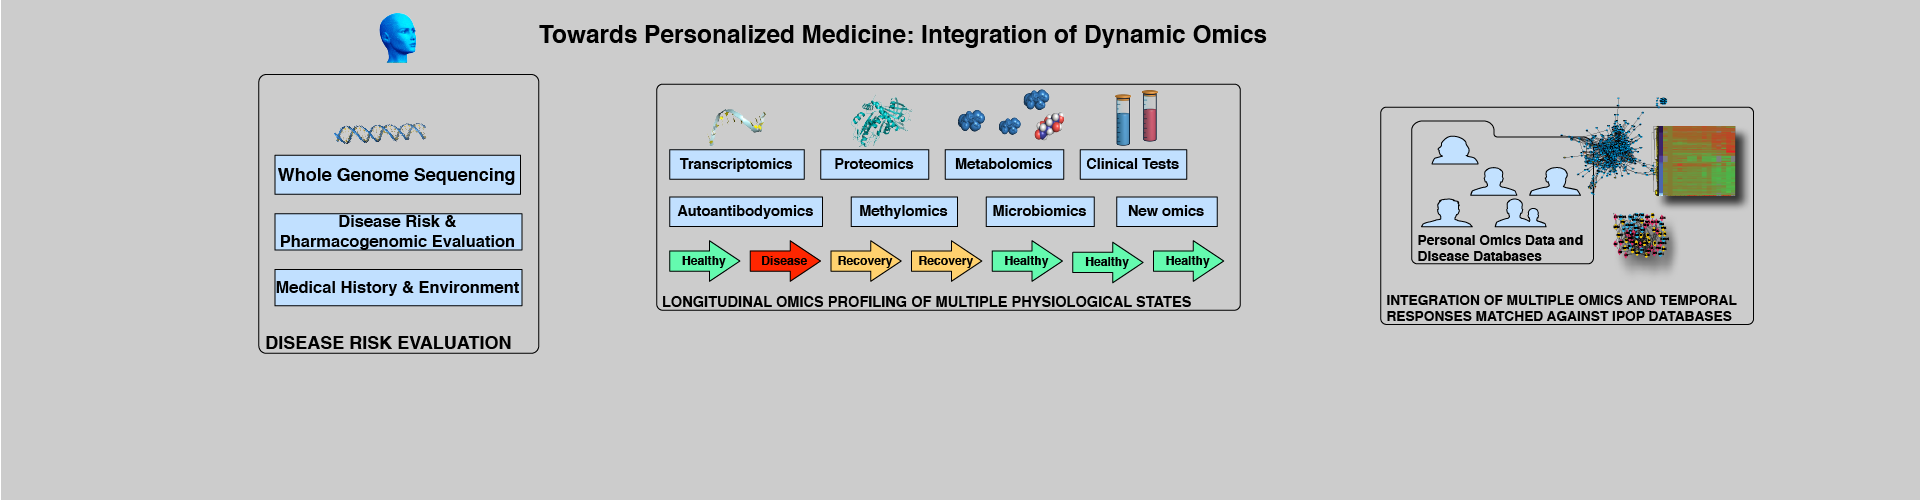 Towards Personalized Medicine: Integration of Dynamic Omics
Whole Genome Sequencing
Disease Risk &
Pharmacogenomic Evaluation
Medical History & Environment
DISEASE RISK EVALUATION
Transcriptomics
Proteomics
Metabolomics
Clinical Tests
Autoantibodyomics
Methylomics
Microbiomics
New omics
Healthy
Disease
Recovery
Recovery
Healthy
Healthy
Healthy
LONGITUDINAL OMICS PROFILING OF MULTIPLE PHYSIOLOGICAL STATES
Personal Omics Data and
Disease Databases
INTEGRATION OF MULTIPLE OMICS AND TEMPORAL
RESPONSES MATCHED AGAINST IPOP DATABASES